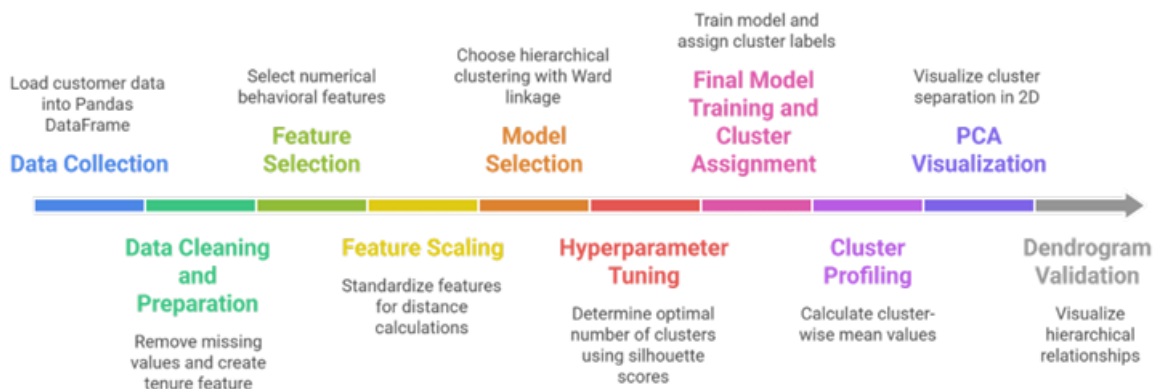 Load customer data
into Pandas
DataFrame
Data Collection
Select numerical
behavioral features
Feature
Selection
Choose hierarchical
clustering with Ward
linkage
Model
Selection
Train model and
assign cluster labels
Final Model
Training and
Cluster
Assignment
Visualize cluster
separation in 2D
PCA
Visualization
Data Cleaning
and
Preparation
Remove missing
values and create
tenure feature
Feature Scaling
Standardize features
for distance
calculations
Hyperparameter
Tuning
Determine optimal
number of clusters
using silhouette
scores
Cluster
Profiling
Calculate cluster-
wise mean values
Dendrogram
Validation
Visualize
hierarchical
relationships